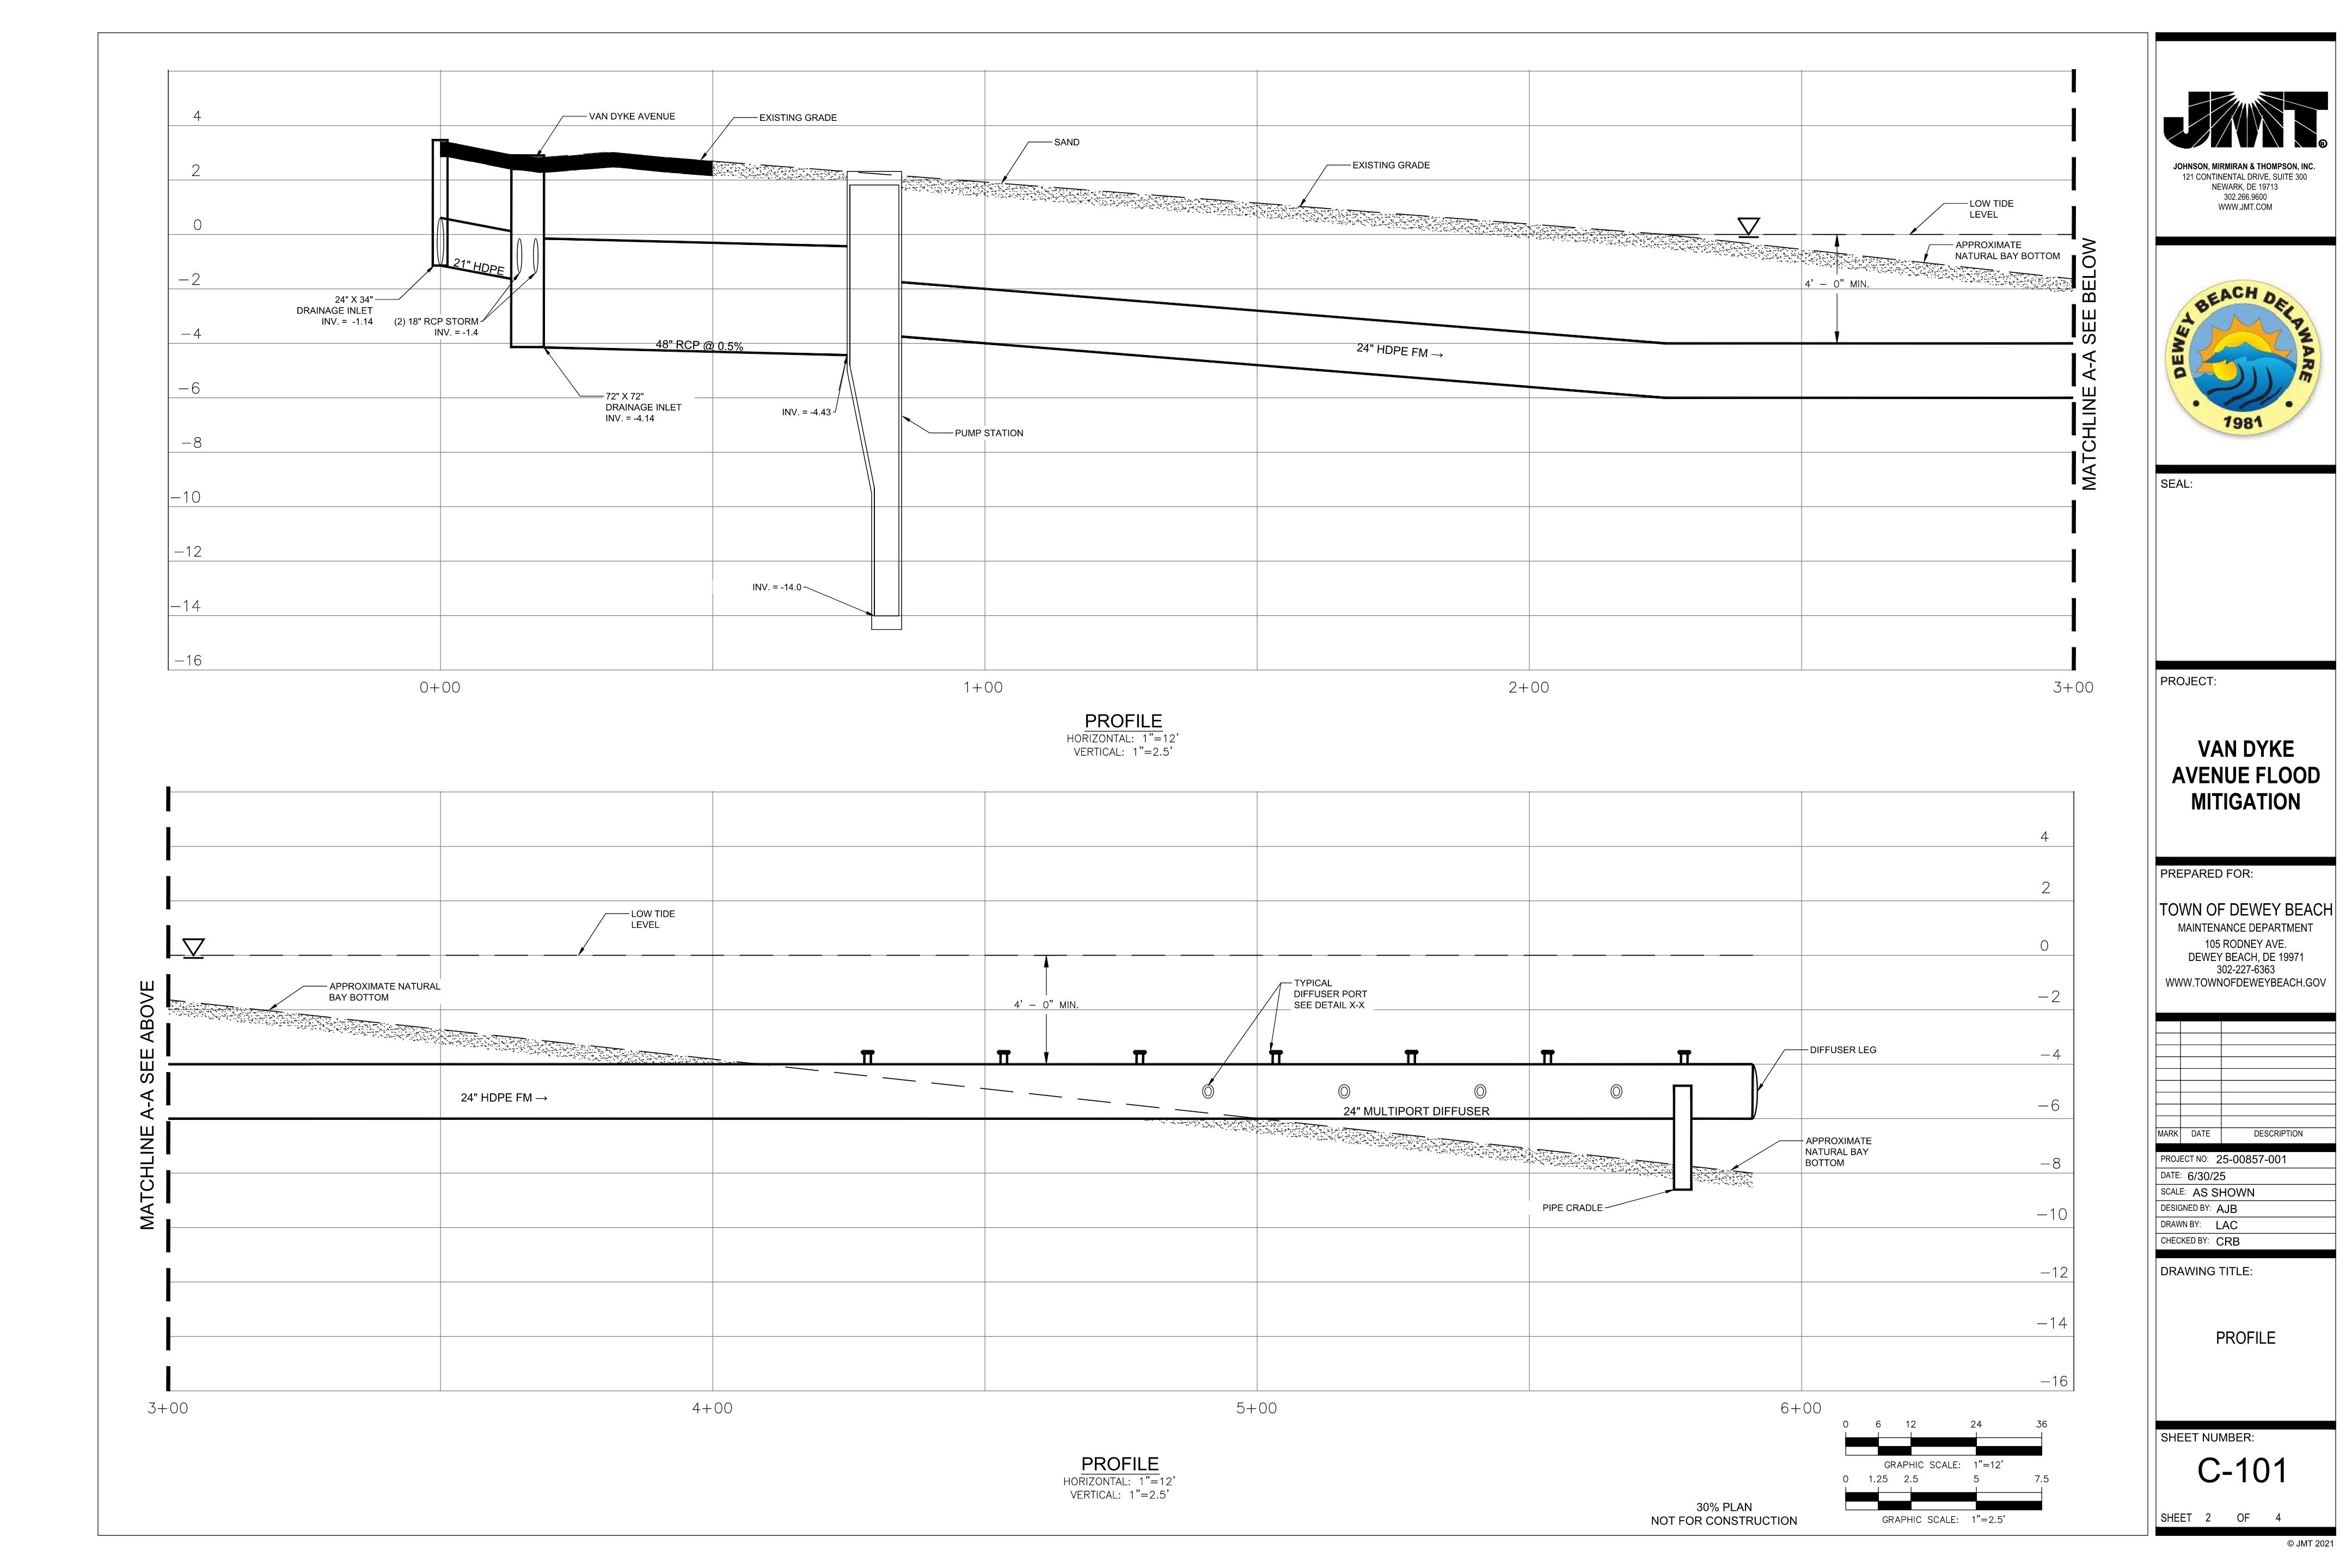 4
2
0
−2
−4
−6
−8
−10
−12
−14
−16
VAN DYKE AVENUE
EXISTING GRADE
SAND
EXISTING GRADE
LOW TIDE
LEVEL
APPROXIMATE
NATURAL BAY BOTTOM
4' − 0" MIN.
21" HDPE
24" X 34"
DRAINAGE INLET
INV. = -1.14
(2) 18" RCP STORM
INV. = -1.4
48" RCP @ 0.5%
24" HDPE FM →
72" X 72"
DRAINAGE INLET
INV. = -4.14
INV. = -4.43
PUMP STATION
INV. = -14.0
MATCHLINE A-A SEE BELOW
0+00
1+00
2+00
3+00
PROFILE
HORIZONTAL: 1"=12'
VERTICAL: 1"=2.5'
MATCHLINE A-A SEE ABOVE
LOW TIDE
LEVEL
APPROXIMATE NATURAL
BAY BOTTOM
4' − 0" MIN.
TYPICAL
DIFFUSER PORT
SEE DETAIL X-X
DIFFUSER LEG
24" HDPE FM →
24" MULTIPORT DIFFUSER
APPROXIMATE
NATURAL BAY
BOTTOM
PIPE CRADLE
4
2
0
−2
−4
−6
−8
−10
−12
−14
−16
3+00
4+00
5+00
6+00
PROFILE
HORIZONTAL: 1"=12'
VERTICAL: 1"=2.5'
0 6 12 24 36
GRAPHIC SCALE: 1"=12'
0 1.25 2.5 5 7.5
GRAPHIC SCALE: 1"=2.5'
30% PLAN
NOT FOR CONSTRUCTION
JMT®
JOHNSON, MIRMIRAN & THOMPSON, INC.
121 CONTINENTAL DRIVE, SUITE 300
NEWARK, DE 19713
302.266.9600
WWW.JMT.COM
DEWEY BEACH DELAWARE
1981
SEAL:
PROJECT:
VAN DYKE
AVENUE FLOOD
MITIGATION
PREPARED FOR:
TOWN OF DEWEY BEACH
MAINTENANCE DEPARTMENT
105 RODNEY AVE.
DEWEY BEACH, DE 19971
302-227-6363
WWW.TOWNOFDEWEYBEACH.GOV
MARK DATE DESCRIPTION
PROJECT NO: 25-00857-001
DATE: 6/30/25
SCALE: AS SHOWN
DESIGNED BY: AJB
DRAWN BY: LAC
CHECKED BY: CRB
DRAWING TITLE:
PROFILE
SHEET NUMBER:
C-101
SHEET 2 OF 4
© JMT 2021